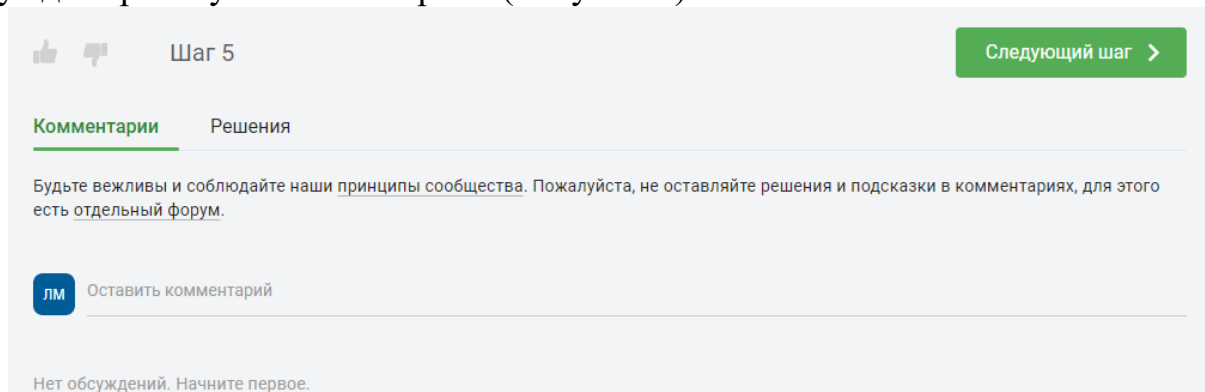 Шаг 5
Следующий шаг
Комментарии Решения
Будьте вежливы и соблюдайте наши принципы сообщества. Пожалуйста, не оставляйте решения и подсказки в комментариях, для этого
есть отдельный форум.
ЛМ Оставить комментарий
Нет обсуждений. Начните первое.